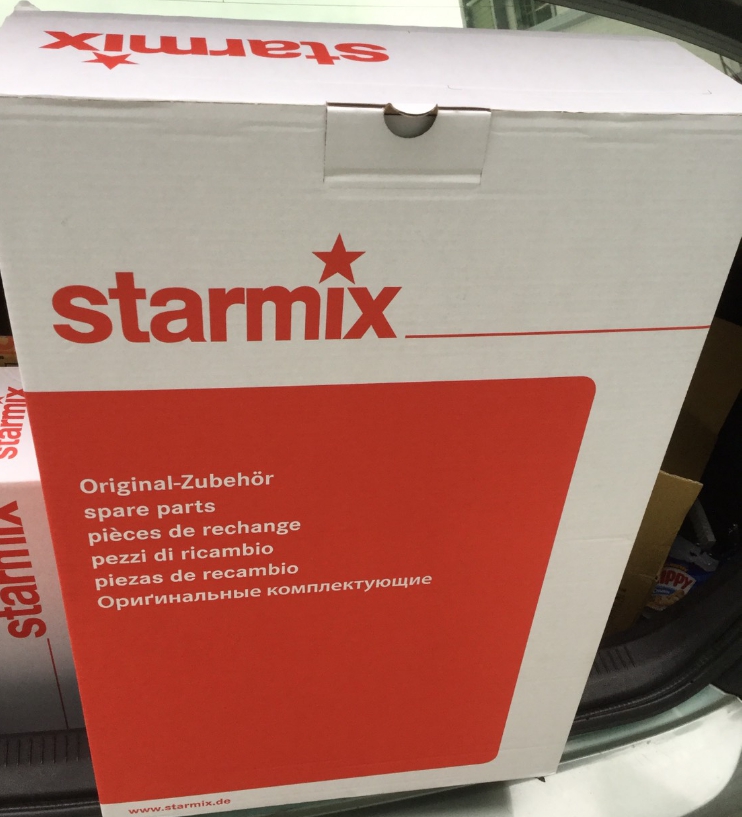 starmix
starmix
Original-Zubehör
spare parts
pièces de rechange
pezzi di ricambio
piezas de recambio
Ориґинальные комплектующие
www.starmix.de
starmix
starmix